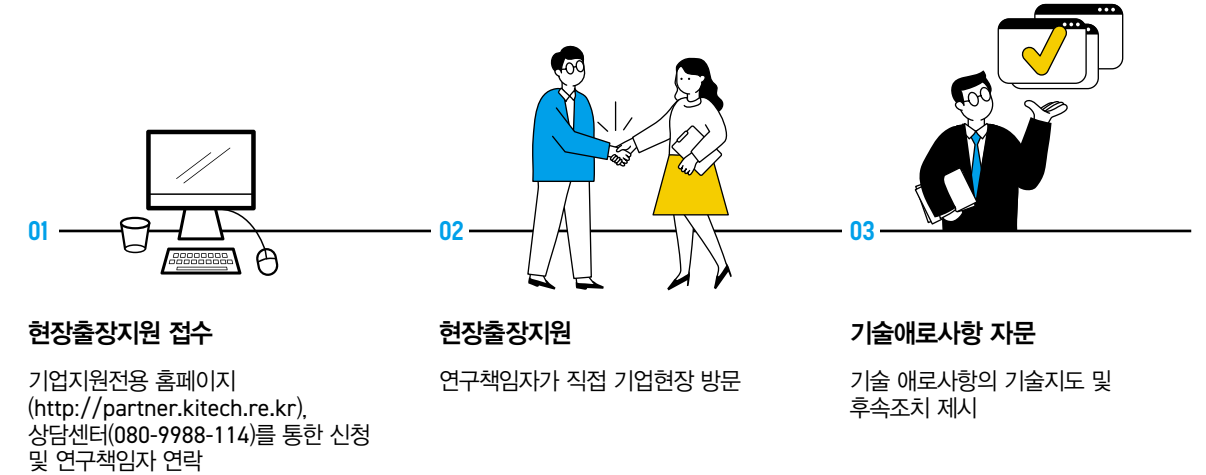 01
현장출장지원 접수
기업지원전용 홈페이지
(http://partner.kitech.re.kr),
상담센터(080-9988-114)를 통한 신청
및 연구책임자 연락
02
현장출장지원
연구책임자가 직접 기업현장 방문
03
기술애로사항 자문
기술 애로사항의 기술지도 및
후속조치 제시